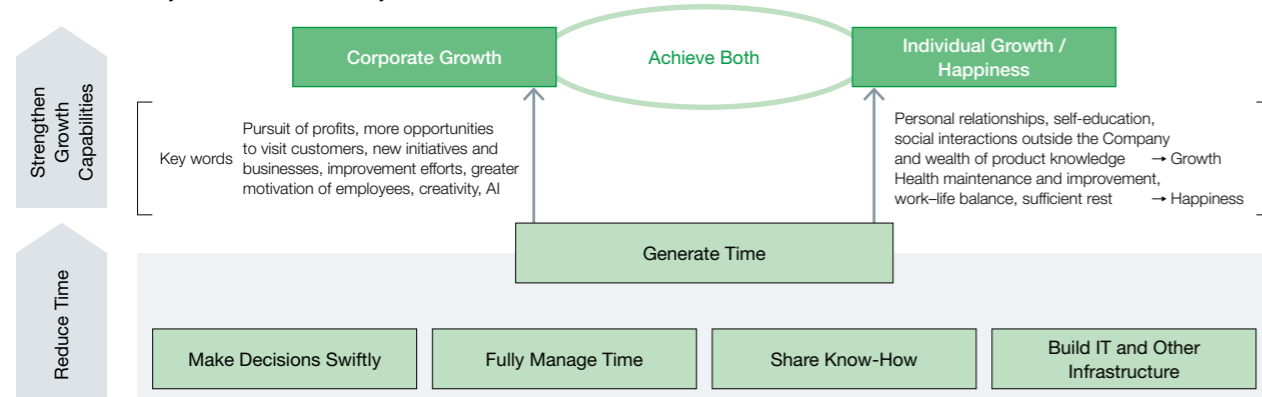 Strengthen
Growth
Capabilities
Corporate Growth
Achieve Both
Individual Growth /
Happiness
Key words
Pursuit of profits, more opportunities
to visit customers, new initiatives and
businesses, improvement efforts, greater
motivation of employees, creativity, AI
Personal relationships, self-education,
social interactions outside the Company
and wealth of product knowledge → Growth
Health maintenance and improvement,
work–life balance, sufficient rest → Happiness
Reduce Time
Generate Time
Make Decisions Swiftly
Fully Manage Time
Share Know-How
Build IT and Other
Infrastructure